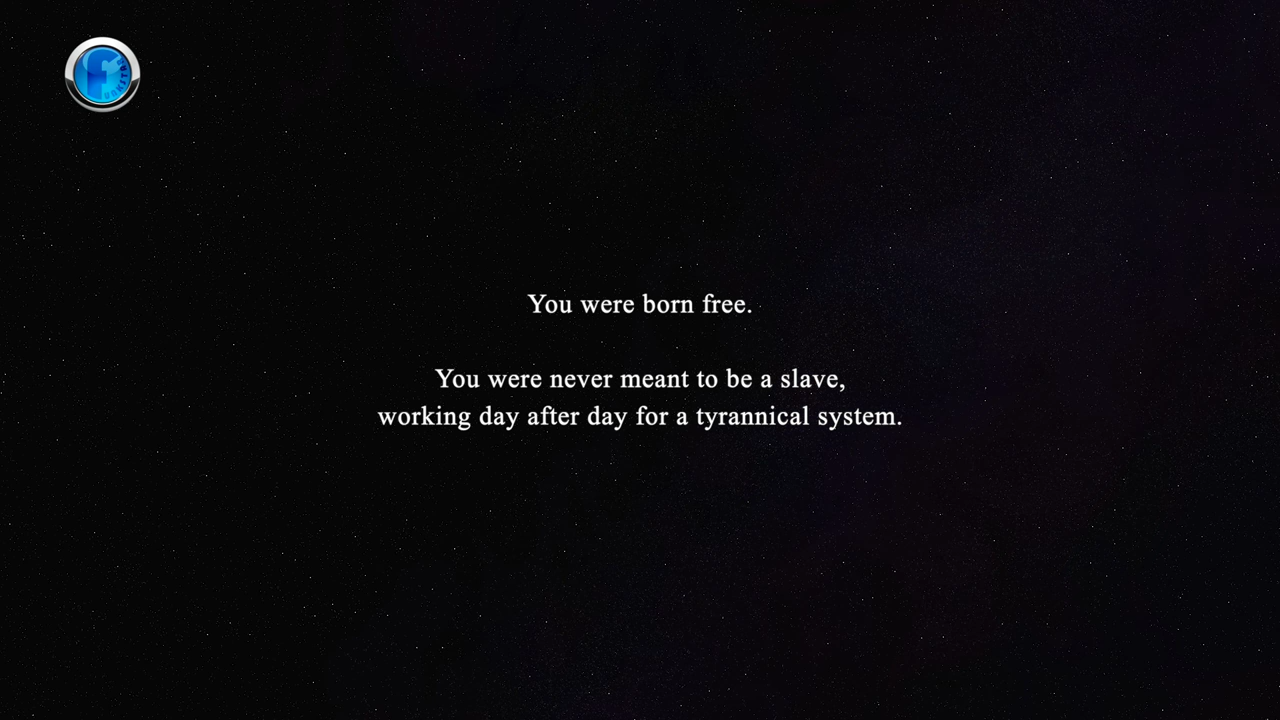 You were born free.
You were never meant to be a slave,
working day after day for a tyrannical system.